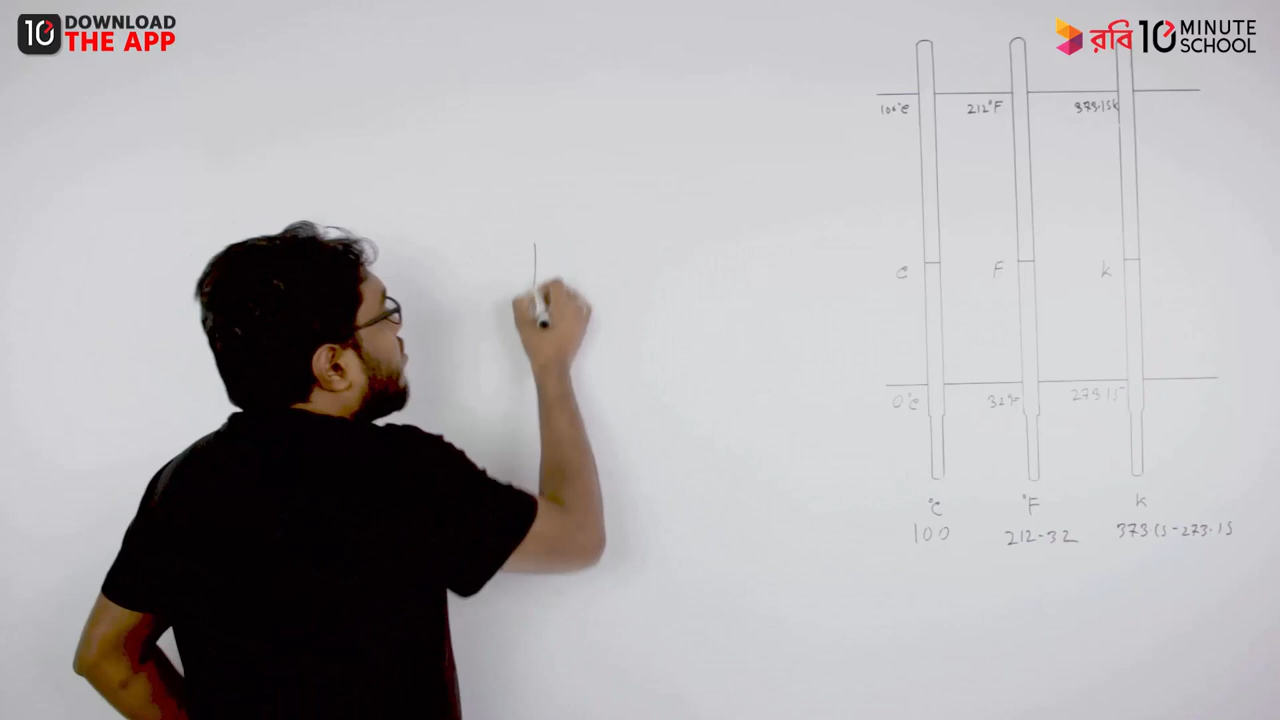 10 DOWNLOAD THE APP
রবি 10 MINUTE SCHOOL
100°C 212°F 373.15K
C F K
0°C 32°F 273.15
°C °F K
100 212-32 373.15-273.15